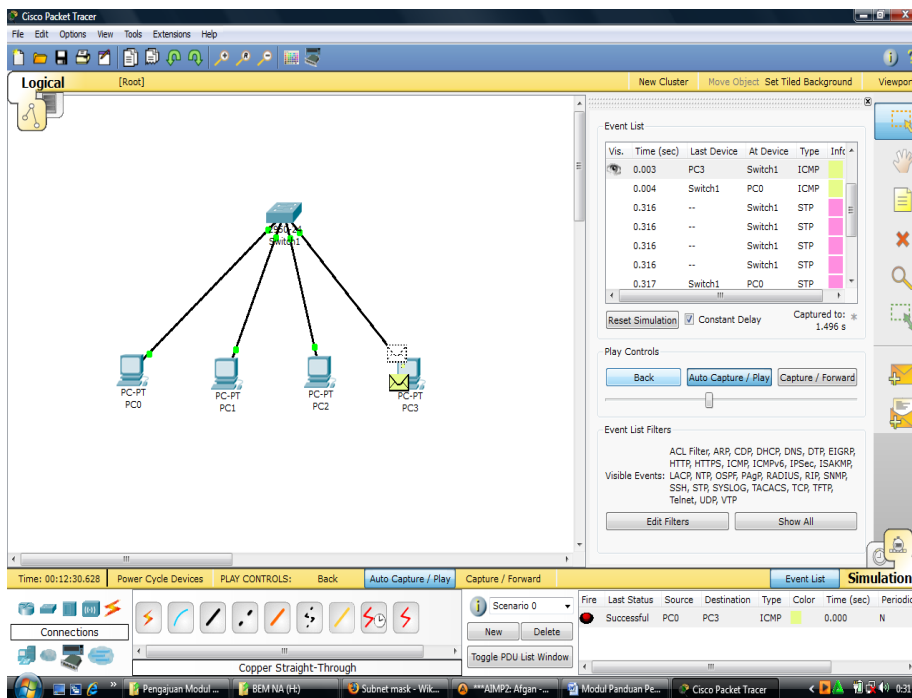 Cisco Packet Tracer
File Edit Options View Tools Extensions Help
Logical [Root] New Cluster Move Object Set Tiled Background Viewport
Event List
Vis. Time (sec) Last Device At Device Type Info
0.003 PC3 Switch1 ICMP
0.004 Switch1 PC0 ICMP
0.316 -- Switch1 STP
0.316 -- Switch1 STP
0.316 -- Switch1 STP
0.316 -- Switch1 STP
0.317 Switch1 PC0 STP
Reset Simulation Constant Delay Captured to: *
1.496 s
Play Controls
Back Auto Capture / Play Capture / Forward
Event List Filters
Visible Events: ACL Filter, ARP, CDP, DHCP, DNS, DTP, EIGRP,
HTTP, HTTPS, ICMP, ICMPv6, IPSec, ISAKMP,
LACP, NTP, OSPF, PAgP, RADIUS, RIP, SNMP,
SSH, STP, SYSLOG, TACACS, TCP, TFTP,
Telnet, UDP, VTP
Edit Filters Show All
2950-24
Switch1
PC-PT
PC0
PC-PT
PC1
PC-PT
PC2
PC-PT
PC3
Time: 00:12:30.628 Power Cycle Devices PLAY CONTROLS: Back Auto Capture / Play Capture / Forward Event List Simulation
Connections
Copper Straight-Through
Scenario 0
New Delete
Toggle PDU List Window
Fire Last Status Source Destination Type Color Time (sec) Periodic
Successful PC0 PC3 ICMP 0.000 N
Pengajuan Modul ... BEM NA (H:) Subnet mask - Wik... ***AIMP2: Afgan -... Modul Panduan Pe... Cisco Packet Tracer 0:31